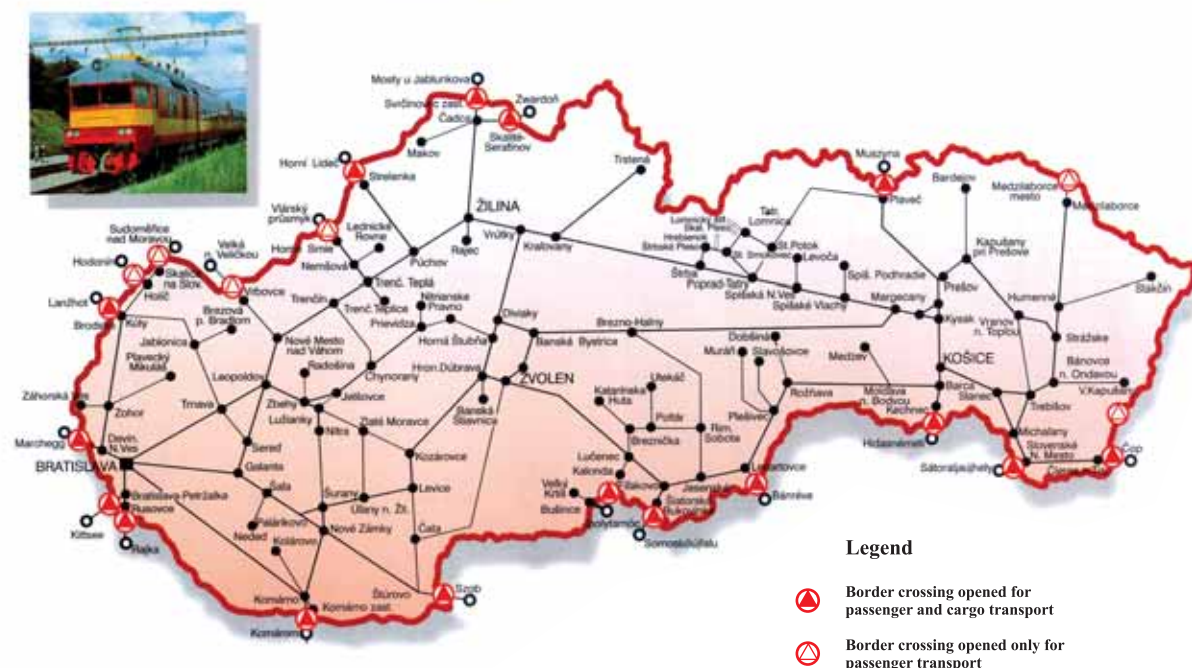 Mosty u Jablunkova
Svrčinovec zast.
Zwardoń
Čadca
Skalité-
Serafinov
Makov
Horní Lideč
Strelenka
Trstená
Muszyna
Plaveč
Bardejov
Medzilaborce
mesto
Medzilaborce
Vlársky
průsmyk
Lednické
Rovne
ŽILINA
Rajec
Vrútky
Kraľovany
Tatr.
Lomnica
Štrba
St. Smokovec
St.Potok
Levoča
Poprad-Tatry
Spišská N.Ves
Spišské Vlachy
Spiš. Podhradie
Margecany
Kapušany
pri Prešove
Prešov
Kysak
Humenné
Stakčín
Vranov
n. Topľou
Strážske
Sudoměřice
nad Moravou
Velká
n. Veličkou
Hodonín
Skalica
na Slov.
Holíč
Vrbovce
Horné
Srnie
Nemšová
Púchov
Trenč. Teplá
Trenčín
Trenč.Teplice
Lanžhot
Brodské
Kúty
Brezová
p. Bradlom
Jablonica
Plavecký
Mikuláš
Nové Mesto
nad Váhom
Prievidza
Nitrianske
Pravno
Horná Štubňa
Diviaky
Banská
Bystrica
Brezno-Halny
Dobšiná
Muráň
Slavošovce
Medzev
KOŠICE
Bánovce
n. Ondavou
V.Kapušany
Radošina
Chynorany
Hron.Dúbrava
ZVOLEN
Utekáč
Katarínska
Huta
Rožňava
Moldava
n. Bodvou
Barca
Slanec
Trebišov
Leopoldov
Záhorská Ves
Zohor
Trnava
Zbehy
Jelšovce
Lužianky
Nitra
Zlaté Moravce
Banská
Štiavnica
Poltár
Breznička
Rim.
Sobota
Plešivec
Kechnec
Hidasnémeti
Michaľany
Marchegg
Devín.
N.Ves
BRATISLAVA
Sereď
Galanta
Kozárovce
Lučenec
Kalonda
Fiľakovo
Jesenské
Lenartovce
Slovenské
N. Mesto
Sátoraljaújhely
Čop
Bratislava-Petržalka
Rusovce
Kittsee
Rajka
Šaľa
Šurany
Úľany n. Žit.
Levice
Veľký
Krtíš
Bušince
Šatorská
Bukovinka
Bánréve
Somoskőújfalu
Neded
Palárikovo
Kolárovo
Nové Zámky
Čata
Štúrovo
Szob
Komárno
Komárno zast.
Komárom
Legend
Border crossing opened for
passenger and cargo transport
Border crossing opened only for
passenger transport